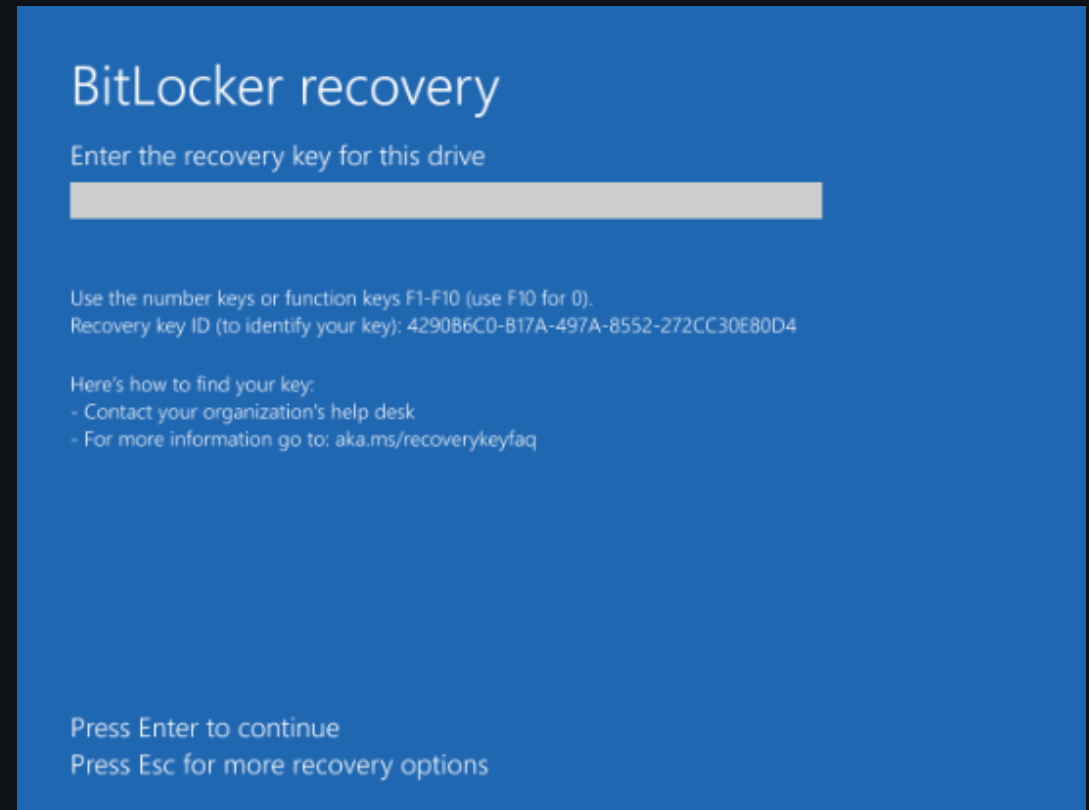 BitLocker recovery
Enter the recovery key for this drive
Use the number keys or function keys F1-F10 (use F10 for 0).
Recovery key ID (to identify your key): 4290B6C0-B17A-497A-8552-272CC30E80D4
Here's how to find your key:
- Contact your organization's help desk
- For more information go to: aka.ms/recoverykeyfaq
Press Enter to continue
Press Esc for more recovery options